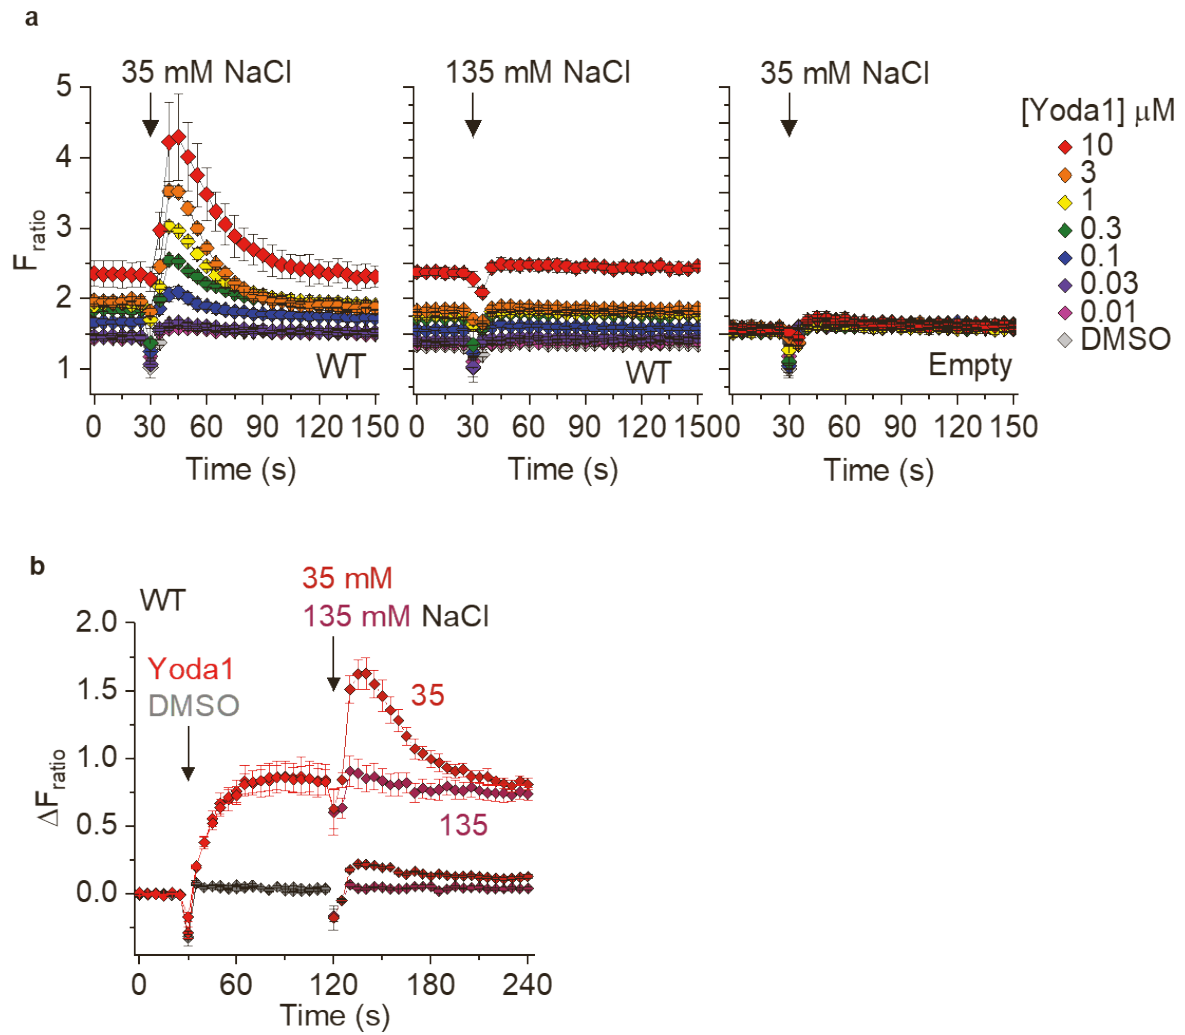 a
35 mM NaCl
135 mM NaCl
35 mM NaCl
[Yoda1] μM
10
3
1
0.3
0.1
0.03
0.01
DMSO
5
4
3
2
1
F ratio
WT
WT
Empty
0 30 60 90 120 150
0 30 60 90 120 150
0 30 60 90 120 150
Time (s)
Time (s)
Time (s)
b
WT
35 mM
135 mM NaCl
Yoda1
DMSO
35
135
2.0
1.5
1.0
0.5
0.0
ΔF ratio
0 60 120 180 240
Time (s)